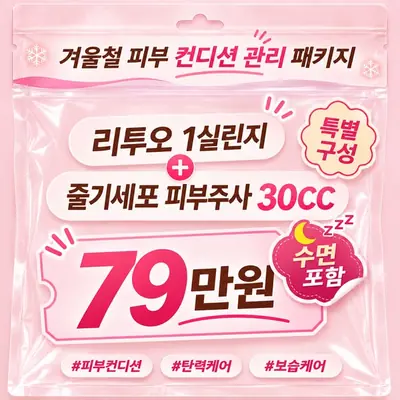 겨울철 피부 컨디션 관리 패키지
특별
구성
리투오 1실린지
+
줄기세포 피부주사 30CC
79만원
zzz
수면
포함
#피부컨디션
#탄력케어
#보습케어